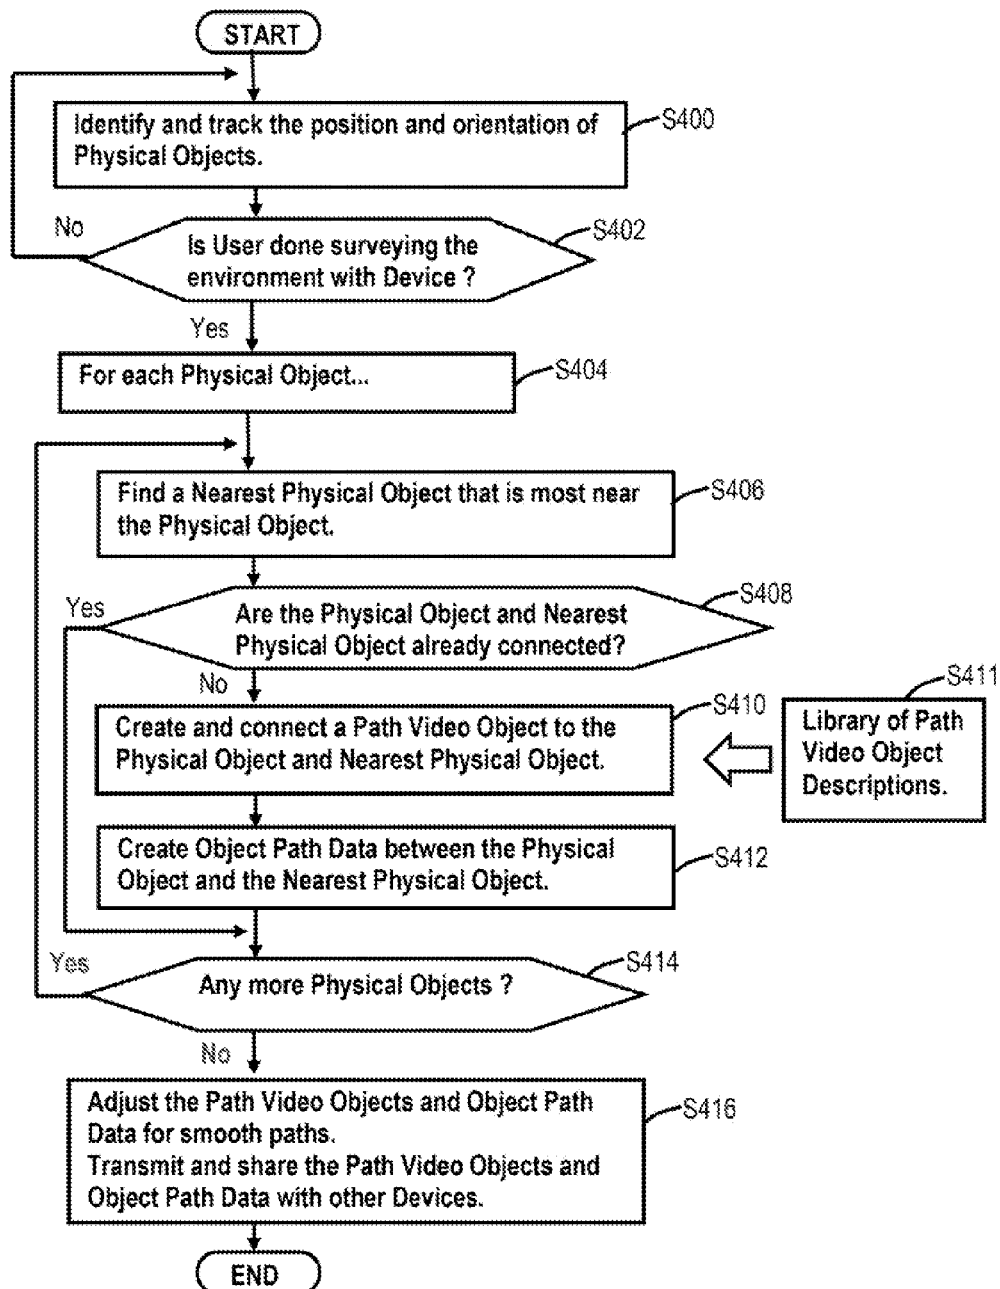 START
Identify and track the position and orientation of
Physical Objects.
S400
No
Is User done surveying the
environment with Device ?
S402
Yes
For each Physical Object...
S404
Find a Nearest Physical Object that is most near
the Physical Object.
S406
Yes
Are the Physical Object and Nearest
Physical Object already connected?
S408
No
Create and connect a Path Video Object to the
Physical Object and Nearest Physical Object.
S410
S411
Library of Path
Video Object
Descriptions.
Create Object Path Data between the Physical
Object and the Nearest Physical Object.
S412
Yes
Any more Physical Objects ?
S414
No
Adjust the Path Video Objects and Object Path
Data for smooth paths.
Transmit and share the Path Video Objects and
Object Path Data with other Devices.
S416
END